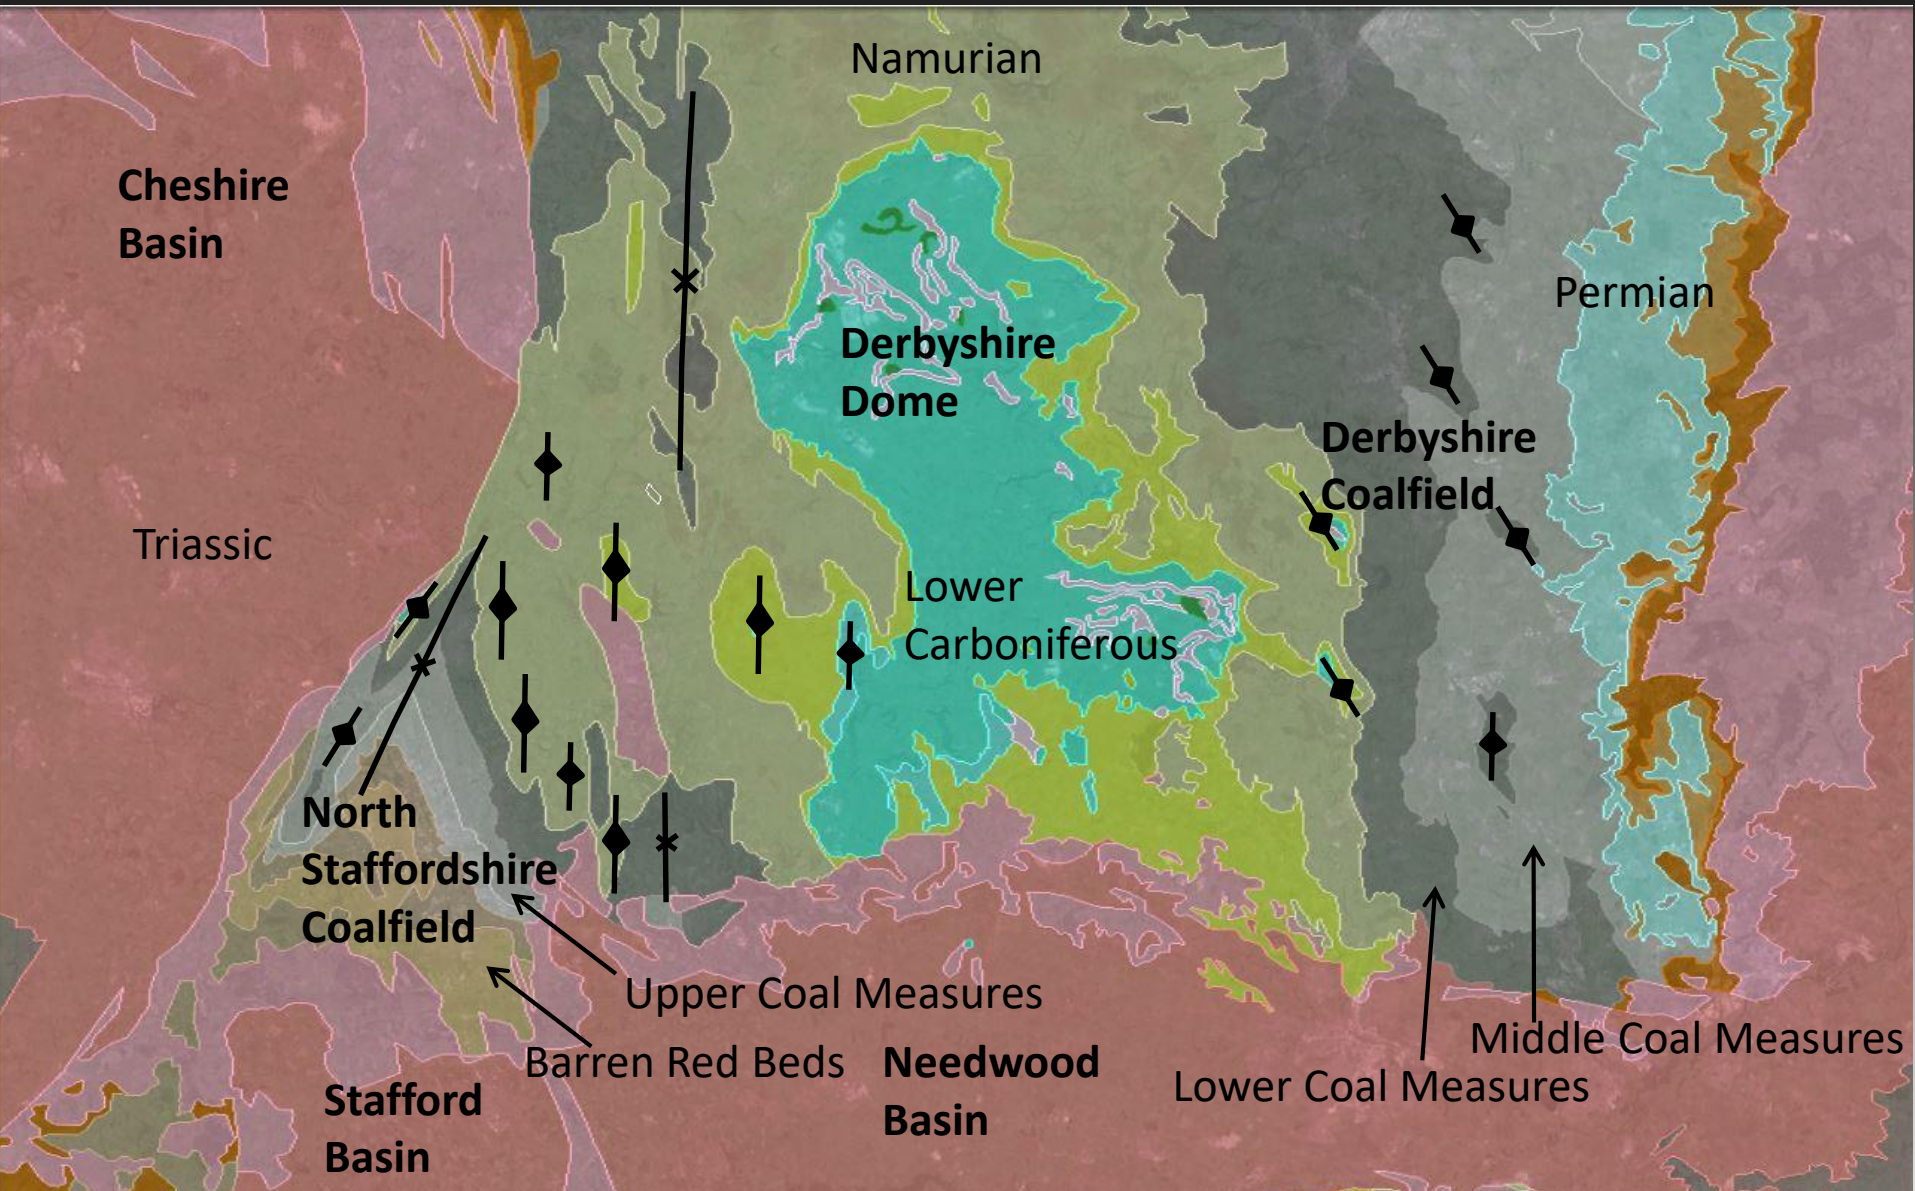 Namurian
Cheshire
Basin
Permian
Derbyshire
Dome
Derbyshire
Coalfield
Triassic
Lower
Carboniferous
North
Staffordshire
Coalfield
Upper Coal Measures
Middle Coal Measures
Barren Red Beds
Needwood
Basin
Lower Coal Measures
Stafford
Basin